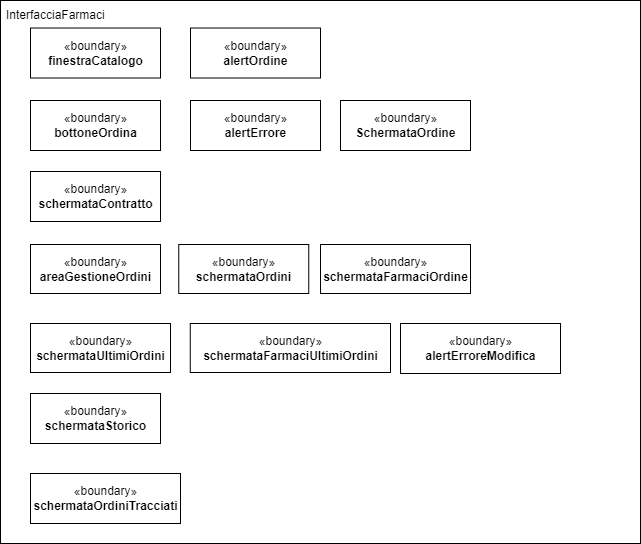 InterfacciaFarmaci
«boundary»
finestraCatalogo
«boundary»
alertOrdine
«boundary»
bottoneOrdina
«boundary»
alertErrore
«boundary»
SchermataOrdine
«boundary»
schermataContratto
«boundary»
areaGestioneOrdini
«boundary»
schermataOrdini
«boundary»
schermataFarmaciOrdine
«boundary»
schermataUltimiOrdini
«boundary»
schermataFarmaciUltimiOrdini
«boundary»
alertErroreModifica
«boundary»
schermataStorico
«boundary»
schermataOrdiniTracciati